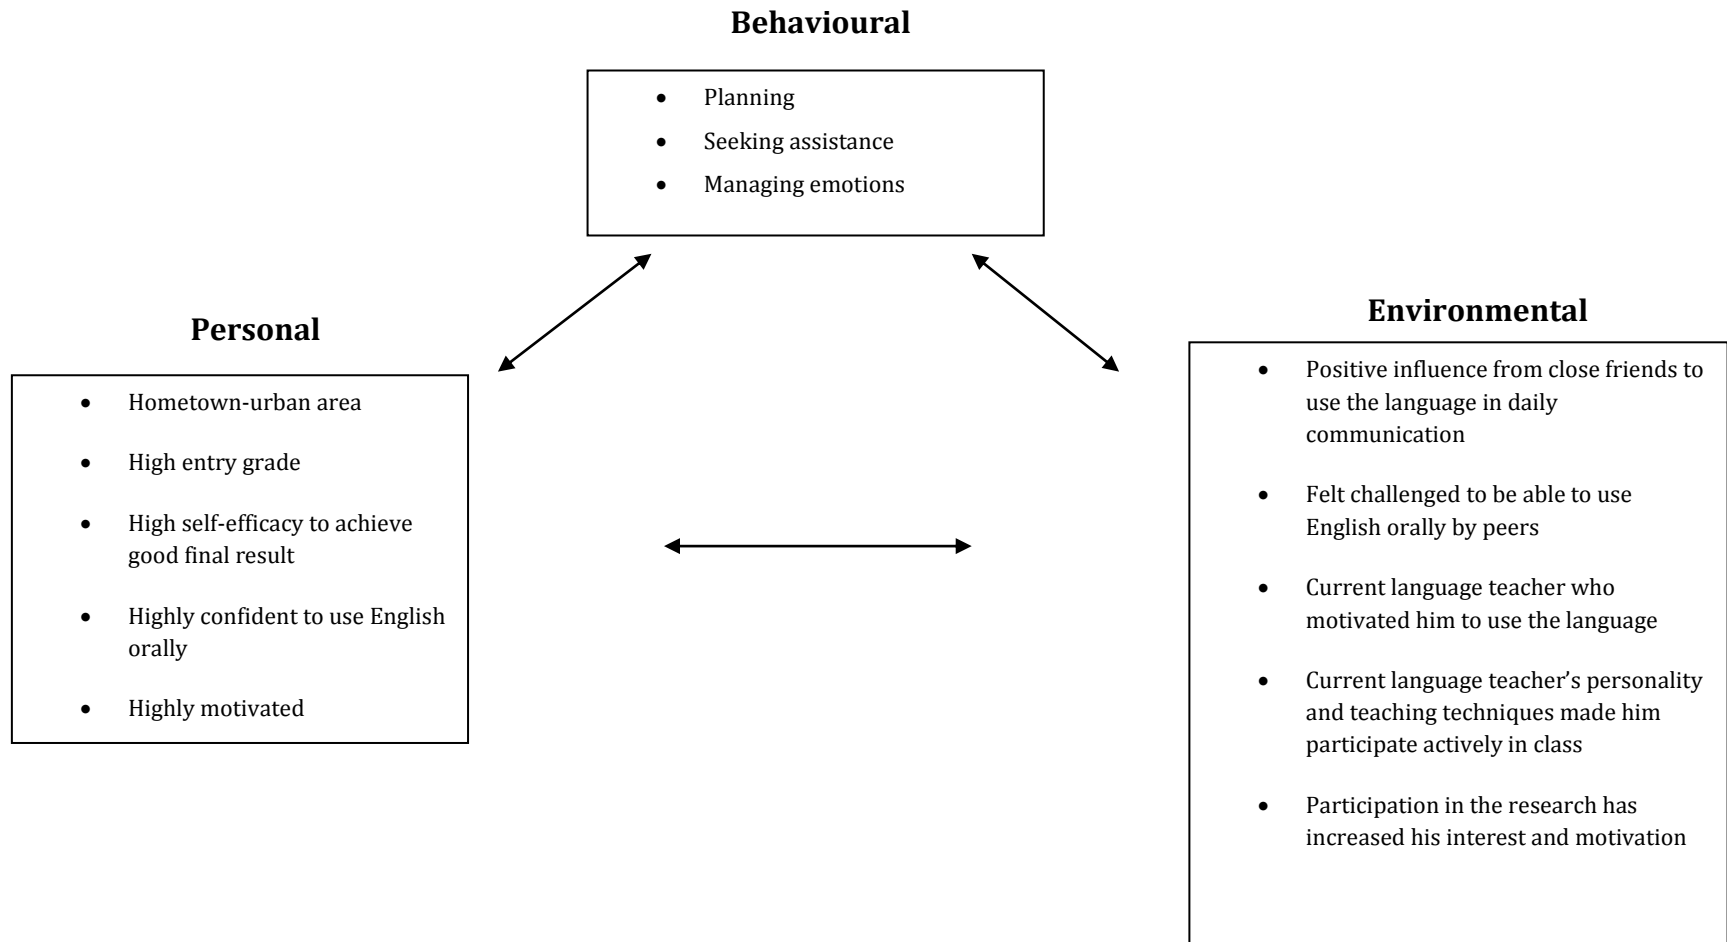 Behavioural
• Planning
• Seeking assistance
• Managing emotions
Personal
• Hometown-urban area
• High entry grade
• High self-efficacy to achieve
good final result
• Highly confident to use English
orally
• Highly motivated
Environmental
• Positive influence from close friends to
use the language in daily
communication
• Felt challenged to be able to use
English orally by peers
• Current language teacher who
motivated him to use the language
• Current language teacher’s personality
and teaching techniques made him
participate actively in class
• Participation in the research has
increased his interest and motivation